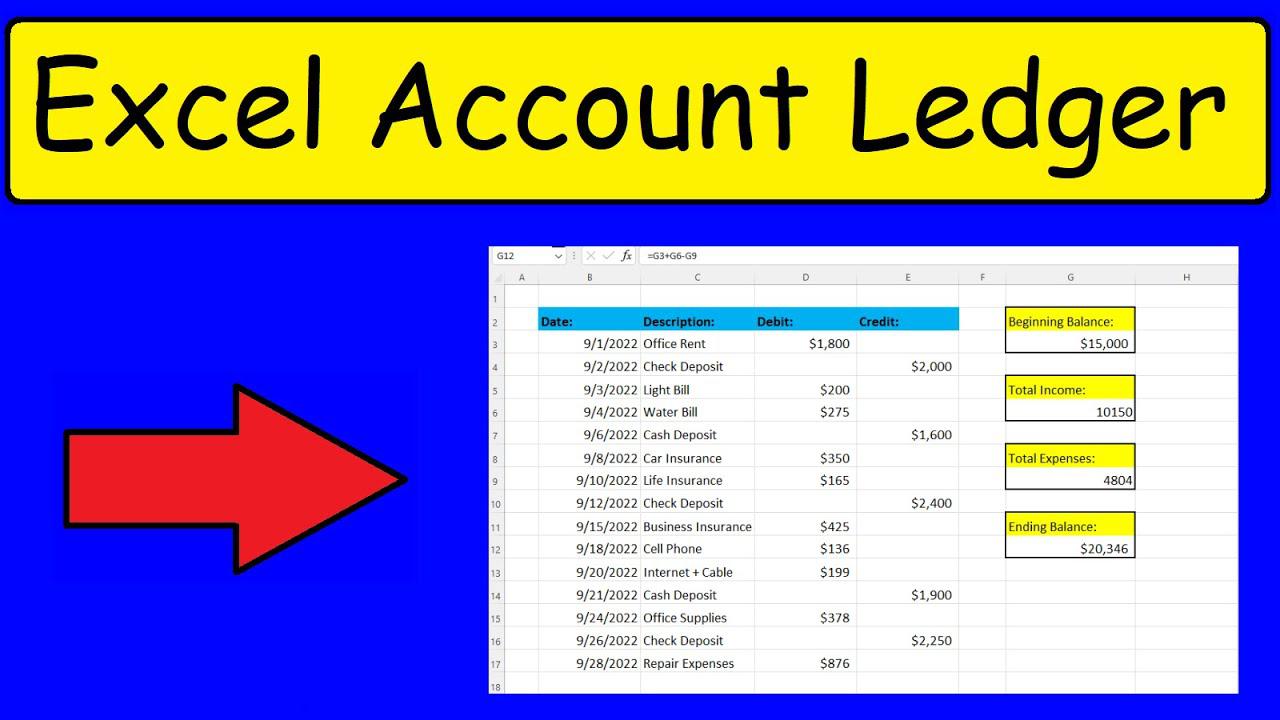 Excel Account Ledger
G12 fx =G3+G6-G9
A B C D E F G H
1
2 Date: Description: Debit: Credit: Beginning Balance:
3 9/1/2022 Office Rent $1,800 $15,000
4 9/2/2022 Check Deposit $2,000
5 9/3/2022 Light Bill $200 Total Income:
6 9/4/2022 Water Bill $275 10150
7 9/6/2022 Cash Deposit $1,600
8 9/8/2022 Car Insurance $350 Total Expenses:
9 9/10/2022 Life Insurance $165 4804
10 9/12/2022 Check Deposit $2,400
11 9/15/2022 Business Insurance $425 Ending Balance:
12 9/18/2022 Cell Phone $136 $20,346
13 9/20/2022 Internet + Cable $199
14 9/21/2022 Cash Deposit $1,900
15 9/24/2022 Office Supplies $378
16 9/26/2022 Check Deposit $2,250
17 9/28/2022 Repair Expenses $876
18